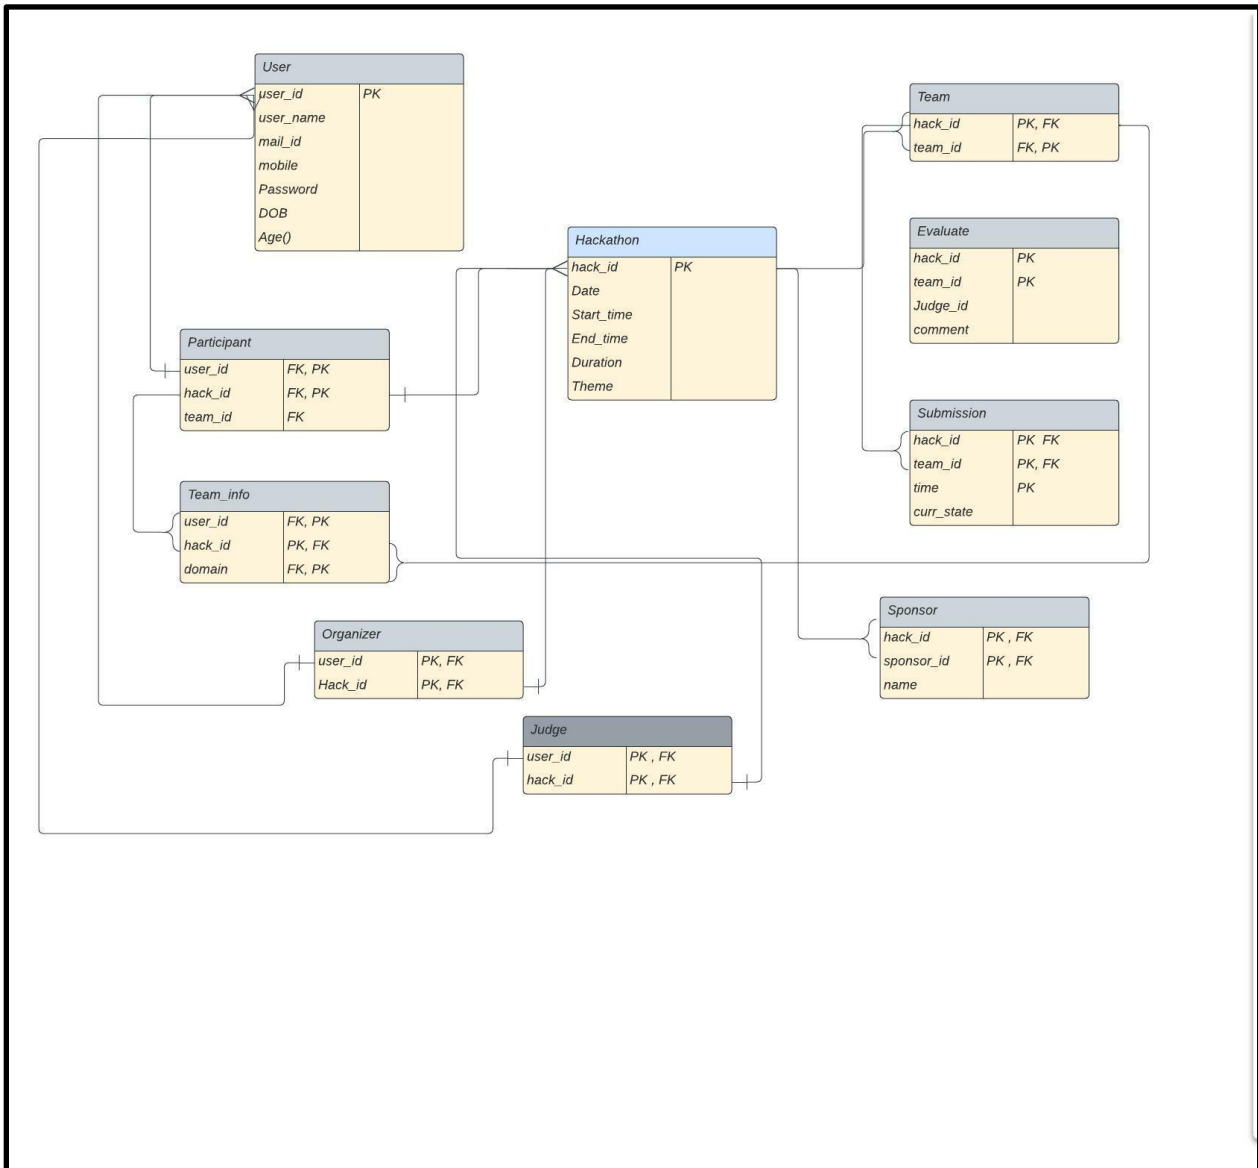 User
user_id PK
user_name
mail_id
mobile
Password
DOB
Age()
Team
hack_id PK, FK
team_id FK, PK
Hackathon
hack_id PK
Date
Start_time
End_time
Duration
Theme
Evaluate
hack_id PK
team_id PK
Judge_id
comment
Participant
user_id FK, PK
hack_id FK, PK
team_id FK
Submission
hack_id PK FK
team_id PK, FK
time PK
curr_state
Team_info
user_id FK, PK
hack_id PK, FK
domain FK, PK
Sponsor
hack_id PK , FK
sponsor_id PK , FK
name
Organizer
user_id PK, FK
Hack_id PK, FK
Judge
user_id PK , FK
hack_id PK , FK